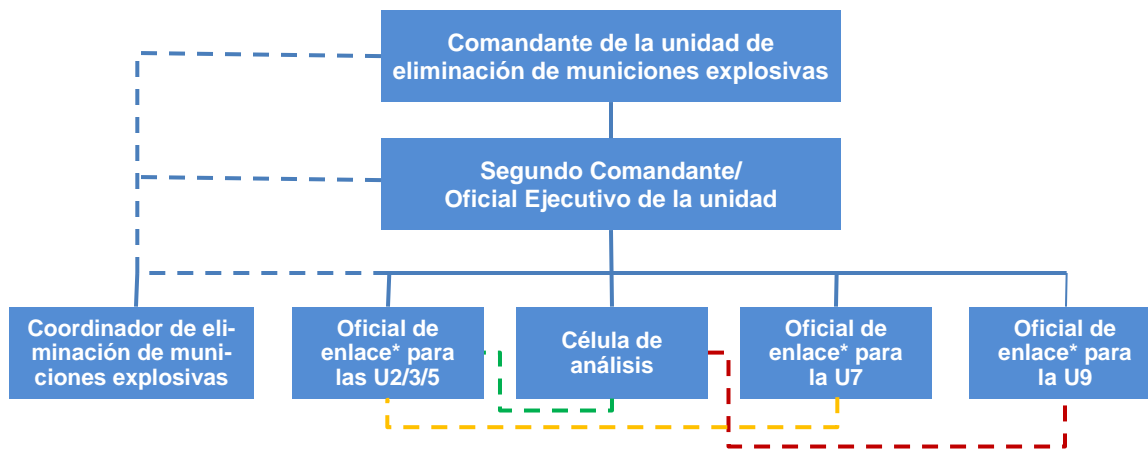 Comandante de la unidad de
eliminación de municiones explosivas
Segundo Comandante/
Oficial Ejecutivo de la unidad
Coordinador de eli-
minación de muni-
ciones explosivas
Oficial de
enlace* para
las U2/3/5
Célula de
análisis
Oficial de
enlace* para
la U7
Oficial de
enlace* para
la U9